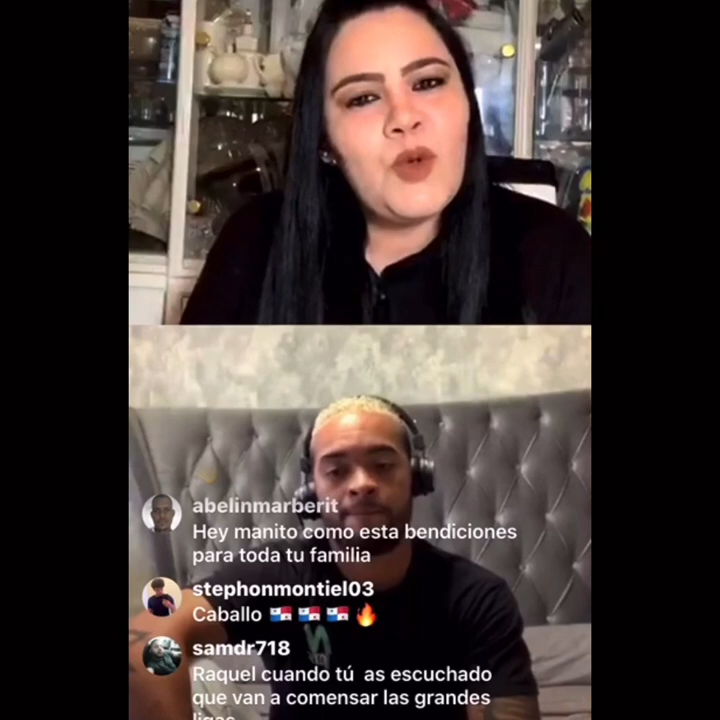 abelinmarberit
Hey manito como esta bendiciones
para toda tu familia
stephonmontiel03
Caballo 🇵🇦 🇵🇦 🇵🇦 🔥
samdr718
Raquel cuando tú as escuchado
que van a comensar las grandes
ligas